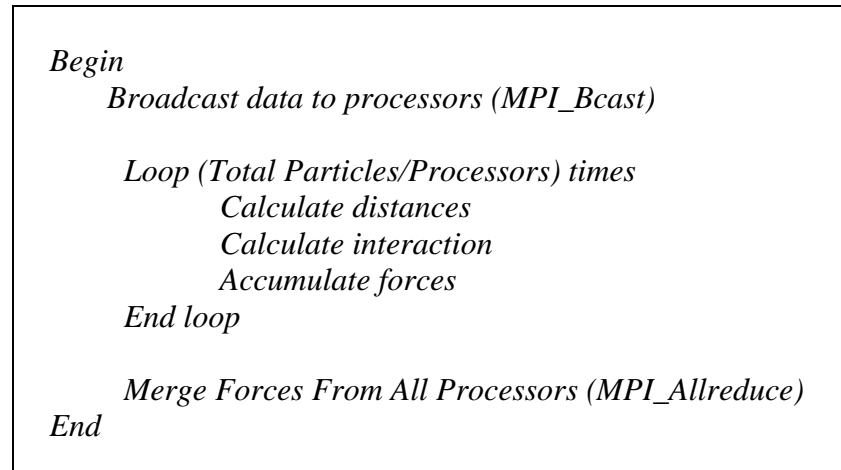 Begin
Broadcast data to processors (MPI_Bcast)
Loop (Total Particles/Processors) times
Calculate distances
Calculate interaction
Accumulate forces
End loop
Merge Forces From All Processors (MPI_Allreduce)
End